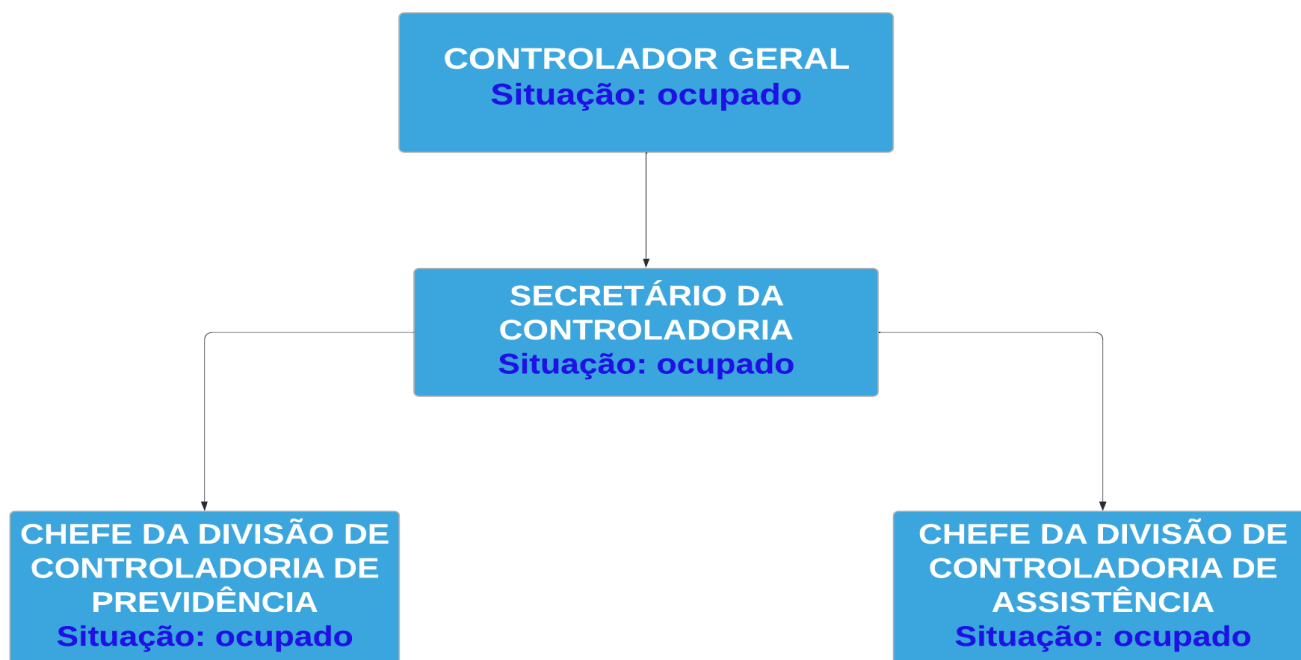 CONTROLADOR GERAL
Situação: ocupado
SECRETÁRIO DA
CONTROLADORIA
Situação: ocupado
CHEFE DA DIVISÃO DE
CONTROLADORIA DE
PREVIDÊNCIA
Situação: ocupado
CHEFE DA DIVISÃO DE
CONTROLADORIA DE
ASSISTÊNCIA
Situação: ocupado